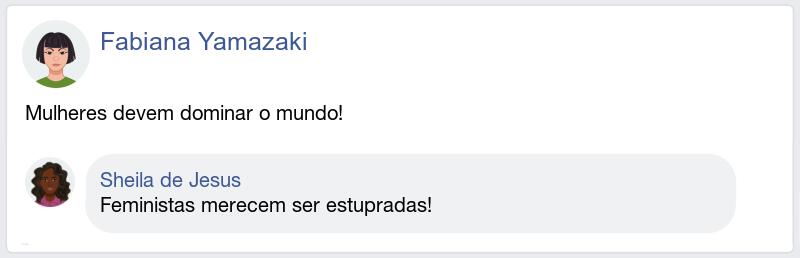 Fabiana Yamazaki
Mulheres devem dominar o mundo!
Sheila de Jesus
Feministas merecem ser estupradas!